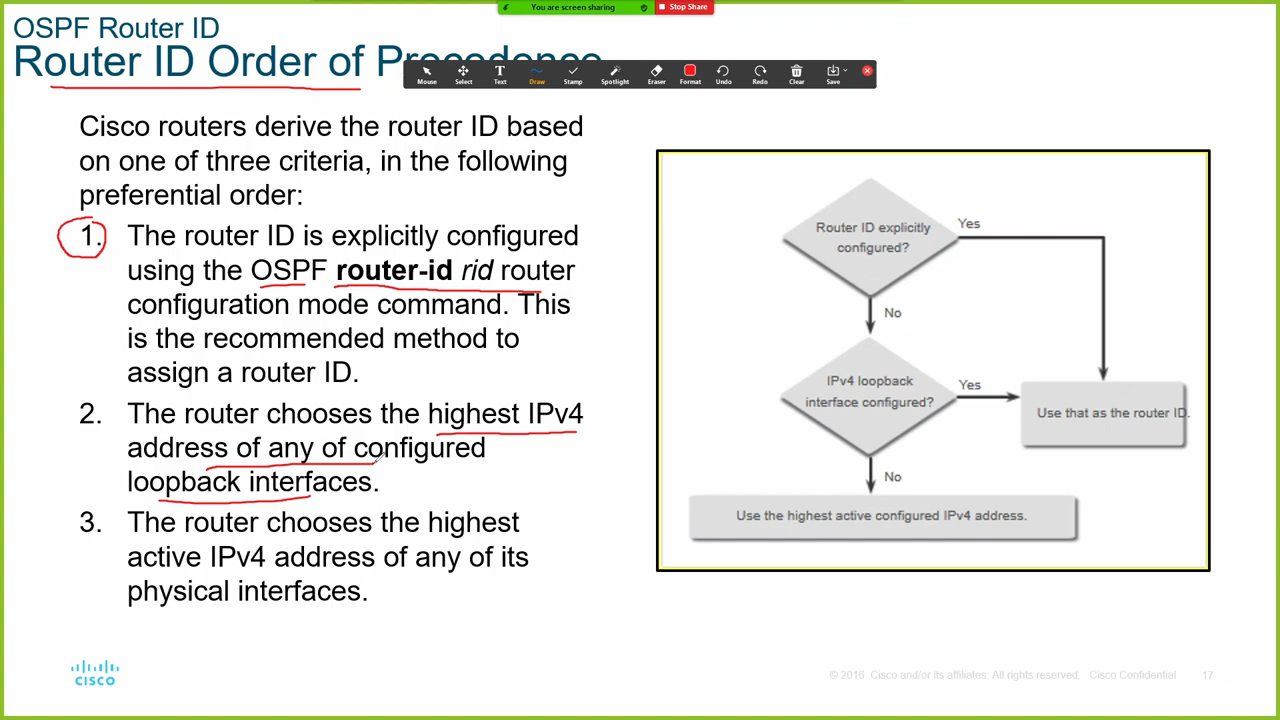 You are screen sharing
Stop Share
OSPF Router ID
Router ID Order of Precedence
Mouse Select Text Draw Stamp Spotlight Eraser Format Undo Redo Clear Save
Cisco routers derive the router ID based
on one of three criteria, in the following
preferential order:
1. The router ID is explicitly configured
using the OSPF router-id rid router
configuration mode command. This
is the recommended method to
assign a router ID.
2. The router chooses the highest IPv4
address of any of configured
loopback interfaces.
3. The router chooses the highest
active IPv4 address of any of its
physical interfaces.
Router ID explicitly
configured?
Yes
No
IPv4 loopback
interface configured?
Yes
Use that as the router ID.
No
Use the highest active configured IPv4 address.
CISCO
© 2016 Cisco and/or its affiliates. All rights reserved. Cisco Confidential
17